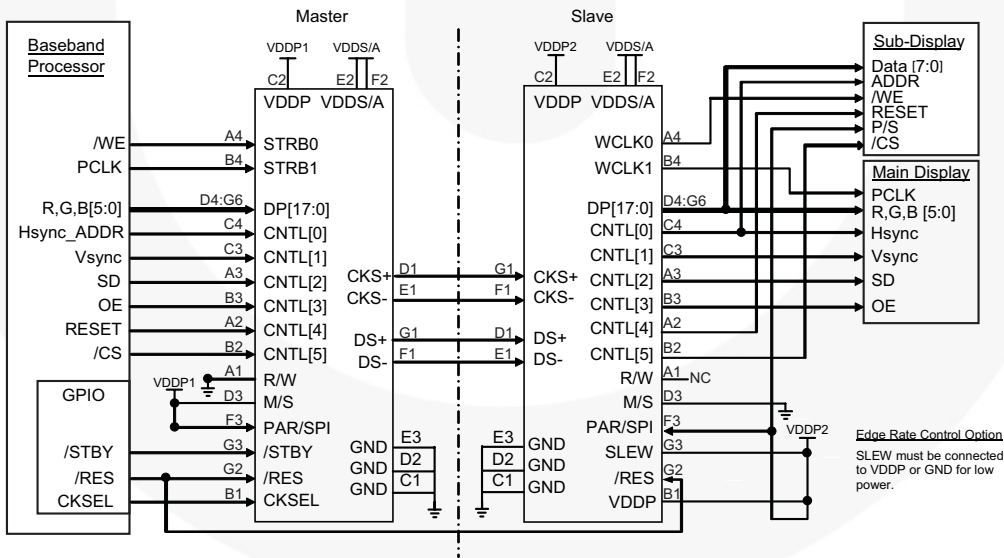 Master
Slave
Baseband
Processor
VDDP1
VDDS/A
VDDP2
VDDS/A
Sub-Display
C2
E2
F2
C2
E2
F2
VDDP
VDDS/A
VDDP
VDDS/A
Data [7:0]
ADDR
/WE
RESET
P/S
/CS
/WE
A4
STRB0
WCLK0
A4
PCLK
B4
STRB1
WCLK1
B4
Main Display
PCLK
R,G,B[5:0]
D4:G6
DP[17:0]
DP[17:0]
D4:G6
R,G,B [5:0]
Hsync_ADDR
C4
CNTL[0]
CNTL[0]
C4
Hsync
Vsync
C3
CNTL[1]
CNTL[1]
C3
Vsync
SD
A3
CNTL[2]
CKS+
D1
G1
CKS+
CNTL[2]
A3
SD
OE
B3
CNTL[3]
CKS-
E1
F1
CKS-
CNTL[3]
B3
OE
RESET
A2
CNTL[4]
DS+
G1
D1
DS+
CNTL[4]
A2
/CS
B2
CNTL[5]
DS-
F1
E1
DS-
CNTL[5]
B2
A1
R/W
R/W
A1
NC
GPIO
VDDP1
D3
M/S
M/S
D3
F3
PAR/SPI
PAR/SPI
F3
VDDP2
/STBY
G3
/STBY
GND
E3
E3
GND
SLEW
G3
/RES
G2
/RES
GND
D2
D2
GND
/RES
G2
CKSEL
B1
CKSEL
GND
C1
C1
GND
VDDP
B1
Edge Rate Control Option
SLEW must be connected
to VDDP or GND for low
power.